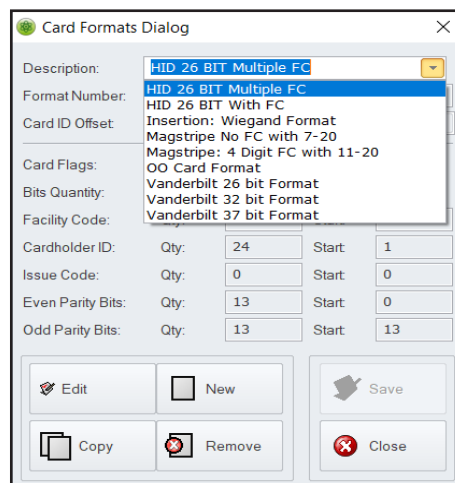 Card Formats Dialog
Description: HID 26 BIT Multiple FC
HID 26 BIT Multiple FC
Format Number:
HID 26 BIT With FC
Card ID Offset:
Insertion: Wiegand Format
Magstripe No FC with 7-20
Magstripe: 4 Digit FC with 11-20
Card Flags:
OO Card Format
Vanderbilt 26 bit Format
Bits Quantity:
Vanderbilt 32 bit Format
Vanderbilt 37 bit Format
Facility Code:
Cardholder ID: Qty: 24 Start: 1
Issue Code: Qty: 0 Start: 0
Even Parity Bits: Qty: 13 Start: 0
Odd Parity Bits: Qty: 13 Start: 13
Edit New Save
Copy Remove Close